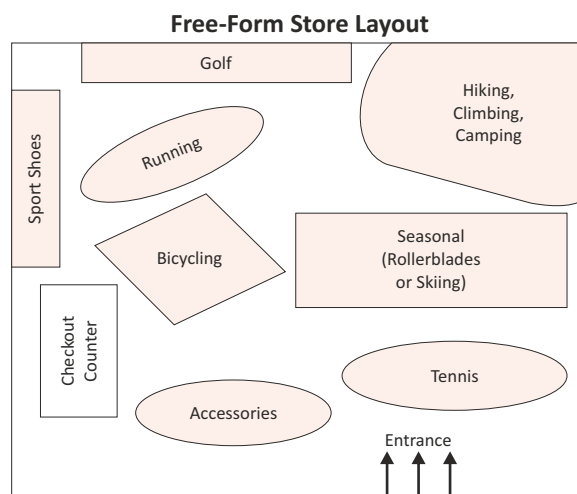 Free-Form Store Layout
Golf
Hiking,
Climbing,
Camping
Sport Shoes
Running
Bicycling
Seasonal
(Rollerblades
or Skiing)
Checkout
Counter
Tennis
Accessories
Entrance